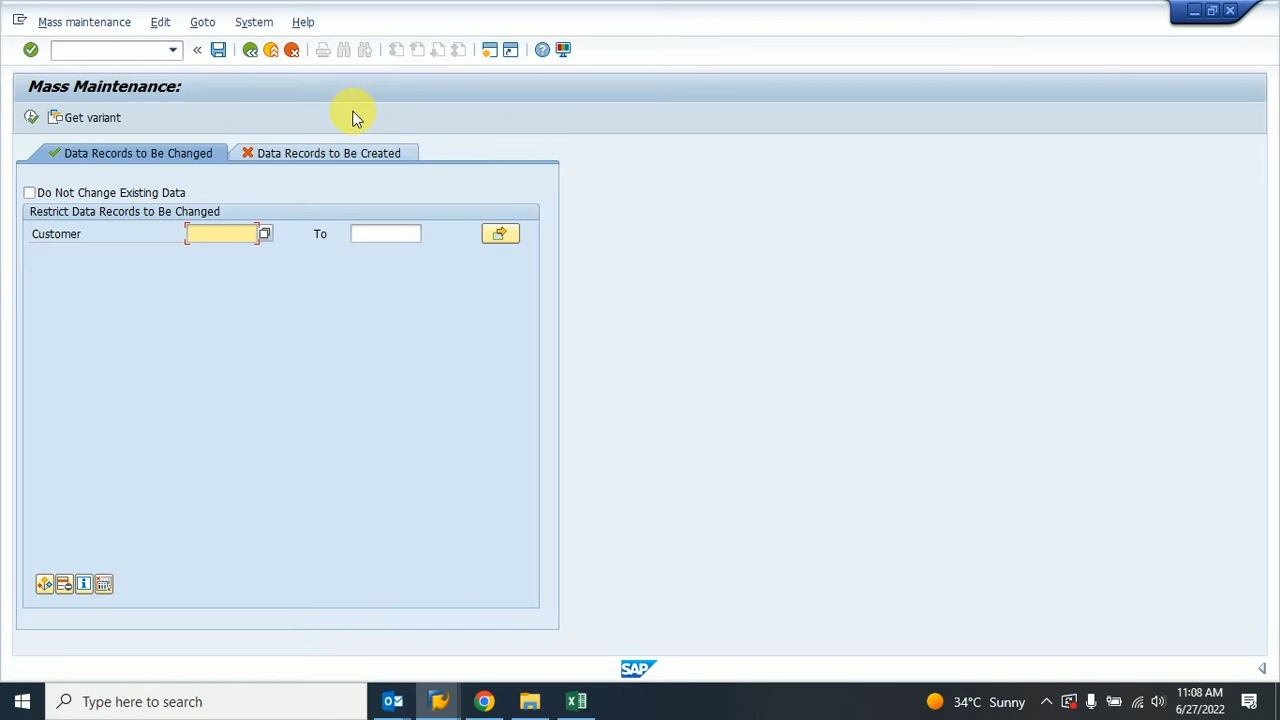 Mass maintenance Edit Goto System Help
Mass Maintenance:
Get variant
Data Records to Be Changed Data Records to Be Created
Do Not Change Existing Data
Restrict Data Records to Be Changed
Customer To
SAP
Type here to search 34°C Sunny 11:08 AM
6/27/2022